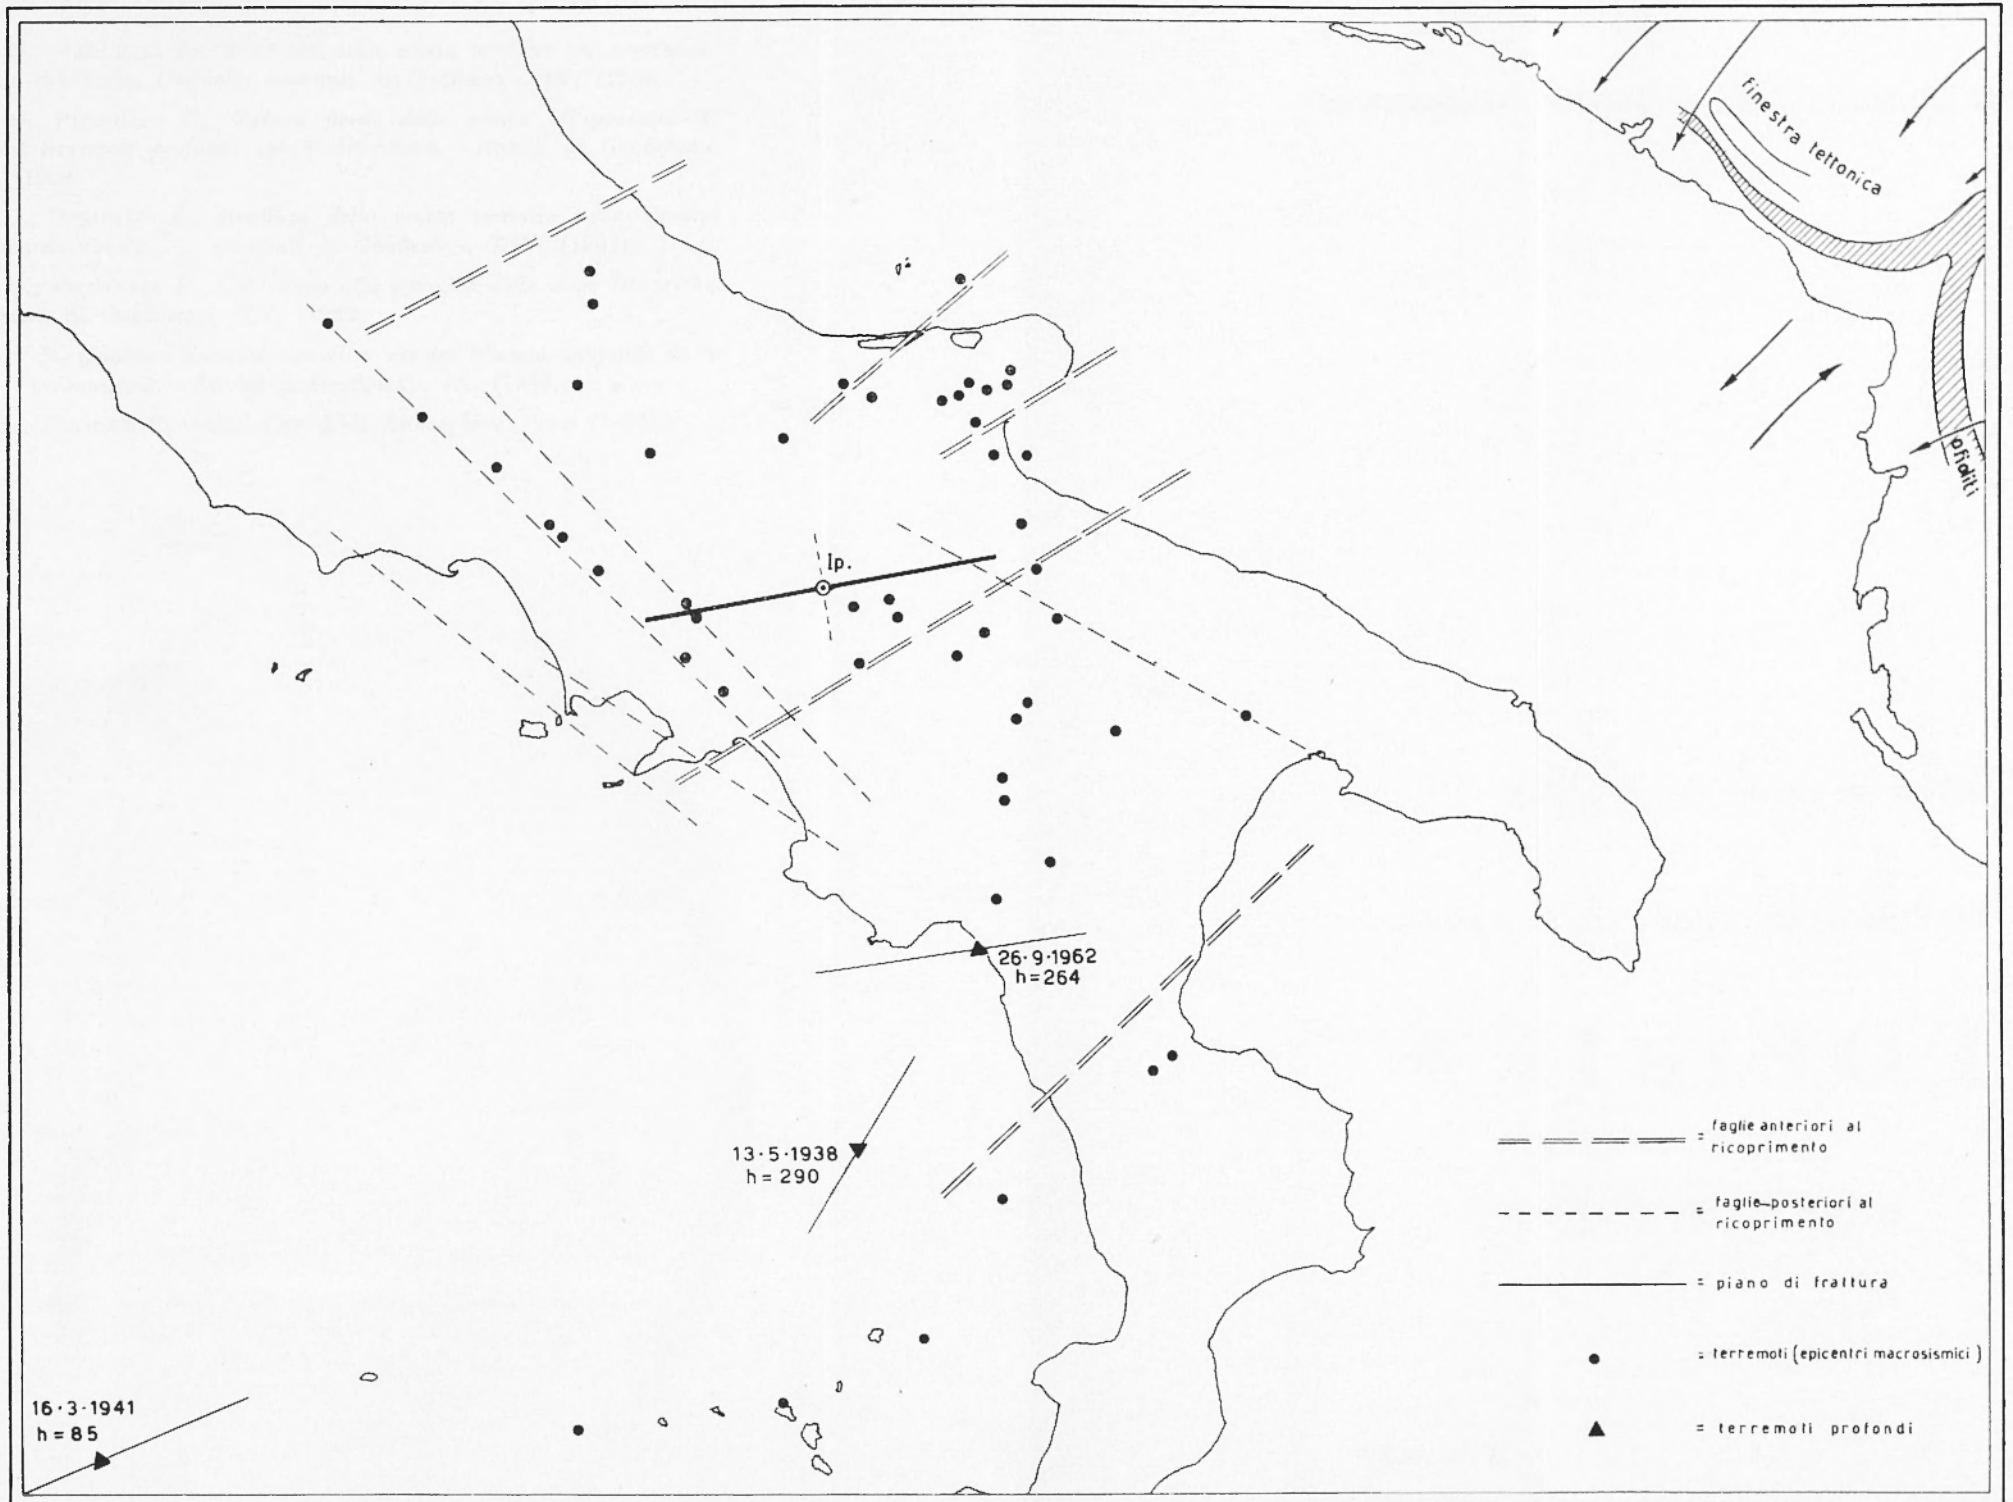 finestra tettonica
ofioliti
Ip.
26·9·1962
h=264
13·5·1938
h=290
16·3·1941
h=85
= faglie anteriori al
ricoprimento
= faglie posteriori al
ricoprimento
= piano di frattura
= terremoti (epicentri macrosismici)
= terremoti profondi